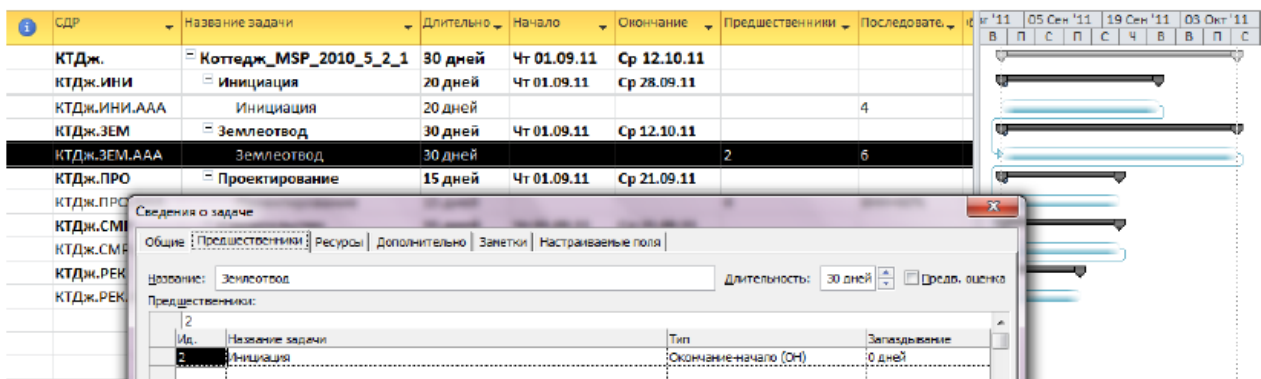 СДР Название задачи Длительно Начало Окончание Предшественники Последовате. 05 Сен '11 19 Сен '11 03 Окт '11
В П С П С Ч В В П С
КТДж. Коттедж_MSP_2010_5_2_1 30 дней Чт 01.09.11 Ср 12.10.11
КТДж.ИНИ Инициация 20 дней Чт 01.09.11 Ср 28.09.11
КТДж.ИНИ.ААА Инициация 20 дней 4
КТДж.ЗЕМ Землеотвод 30 дней Чт 01.09.11 Ср 12.10.11
КТДж.ЗЕМ.ААА Землеотвод 30 дней 2 6
КТДж.ПРО Проектирование 15 дней Чт 01.09.11 Ср 21.09.11
КТДж.ПРО
Сведения о задаче
КТДж.СМР
Общие Предшественники Ресурсы Дополнительно Заметки Настраиваемые поля
КТДж.СМР
КТДж.РЕК
Название: Землеотвод Длительность: 30 дней Предв. оценка
КТДж.РЕК.
Предшественники:
2
Ид. Название задачи Тип Запаздывание
2 Инициация Окончание-начало (ОН) 0 дней